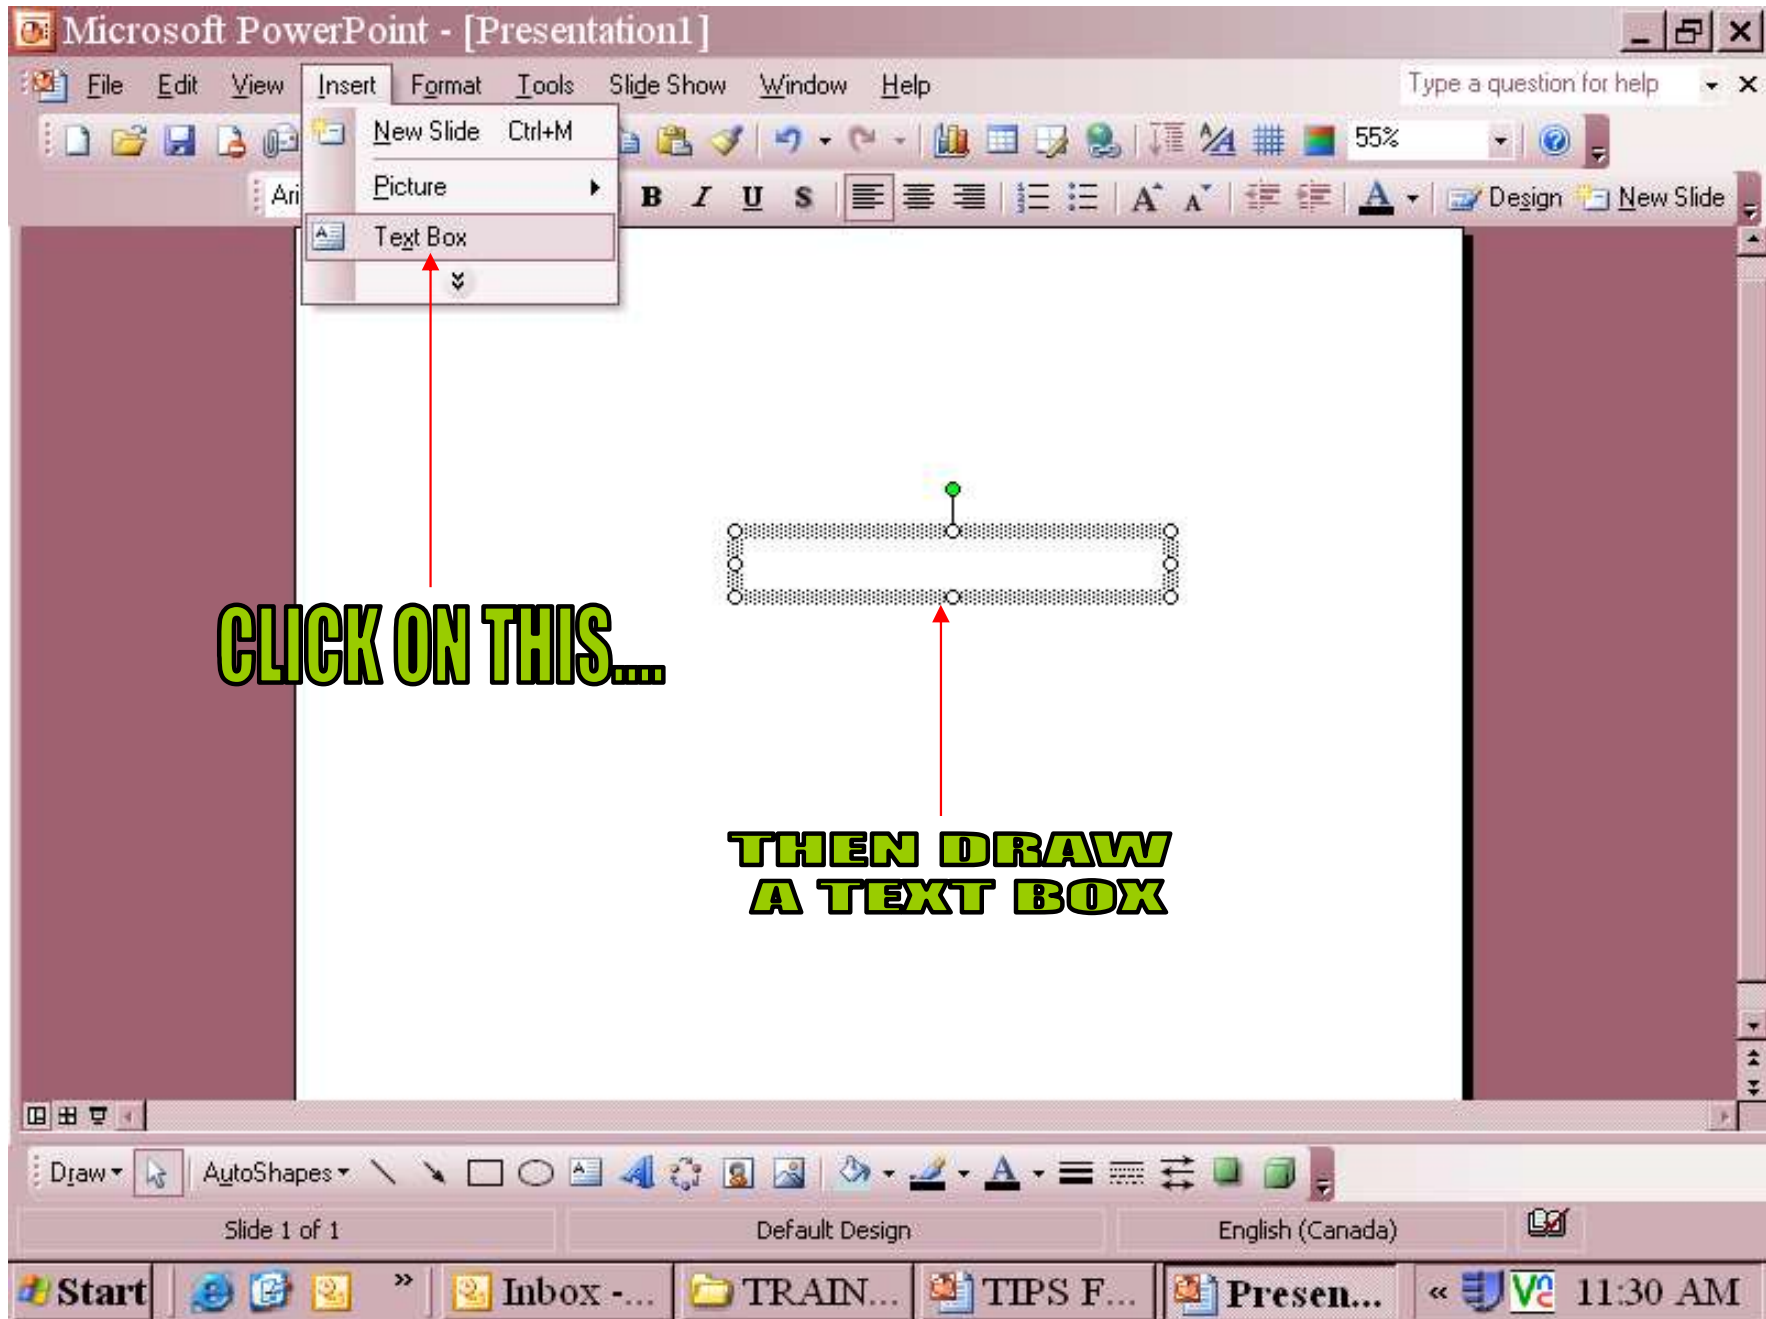 Microsoft PowerPoint - [Presentation1]
File Edit View Insert Format Tools Slide Show Window Help Type a question for help
New Slide Ctrl+M
55%
Picture
Ari B I U S A A A Design New Slide
Text Box
CLICK ON THIS....
THEN DRAW
A TEXT BOX
Draw AutoShapes A
Slide 1 of 1 Default Design English (Canada)
Start » Inbox -... TRAIN... TIPS F... Presen... « 11:30 AM